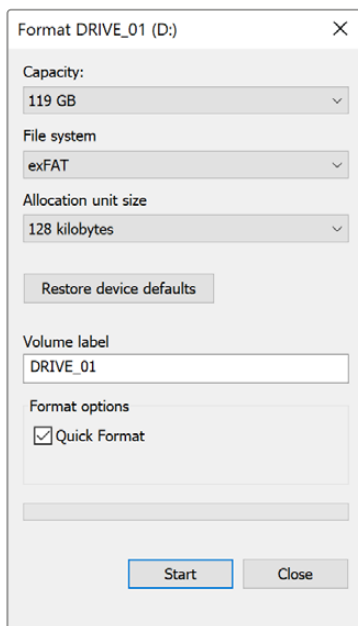 Format DRIVE_01 (D:)
Capacity:
119 GB
File system
exFAT
Allocation unit size
128 kilobytes
Restore device defaults
Volume label
DRIVE_01
Format options
Quick Format
Start
Close